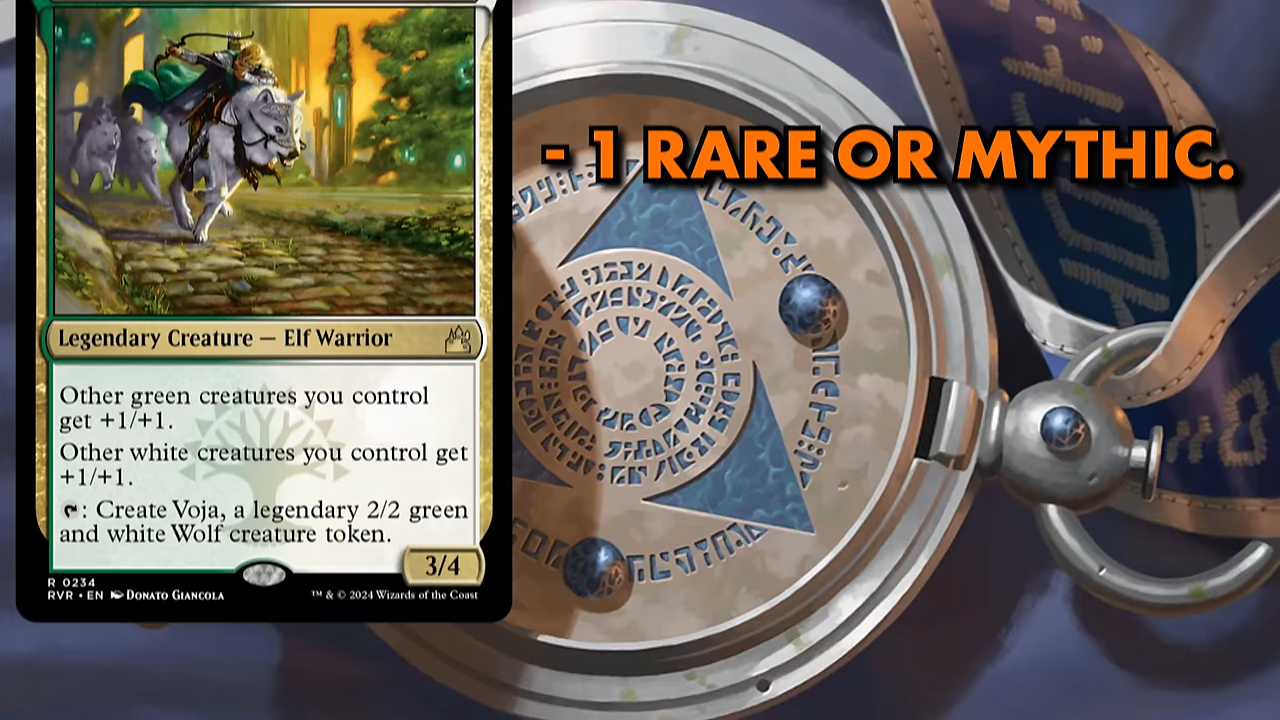 - 1 RARE OR MYTHIC.
Legendary Creature — Elf Warrior
Other green creatures you control
get +1/+1.
Other white creatures you control get
+1/+1.
: Create Voja, a legendary 2/2 green
and white Wolf creature token.
3/4
R 0234
RVR • EN Donato Giancola
™ & © 2024 Wizards of the Coast